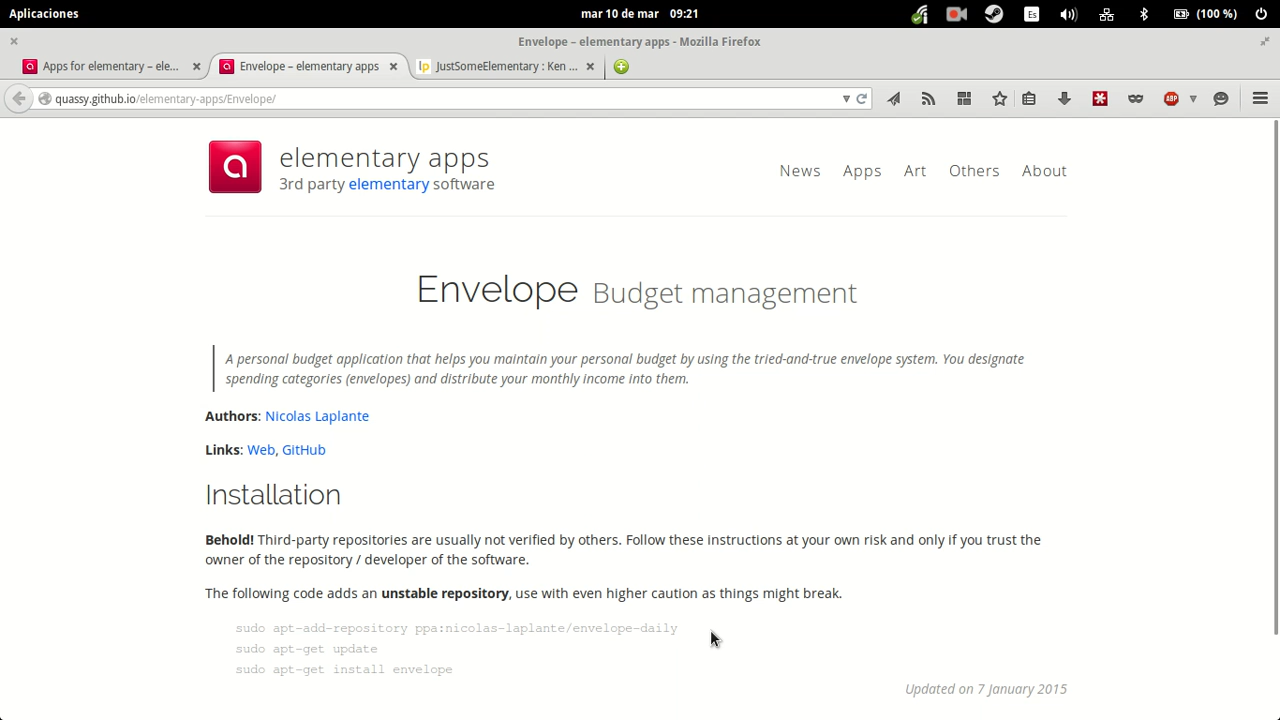 Aplicaciones
mar 10 de mar 09:21
Es
(100 %)
Envelope – elementary apps - Mozilla Firefox
Apps for elementary – ele...
Envelope – elementary apps
lp JustSomeElementary : Ken ...
quassy.github.io/elementary-apps/Envelope/
ABP
a
elementary apps
3rd party elementary software
News Apps Art Others About
Envelope Budget management
A personal budget application that helps you maintain your personal budget by using the tried-and-true envelope system. You designate
spending categories (envelopes) and distribute your monthly income into them.
Authors: Nicolas Laplante
Links: Web, GitHub
Installation
Behold! Third-party repositories are usually not verified by others. Follow these instructions at your own risk and only if you trust the
owner of the repository / developer of the software.
The following code adds an unstable repository, use with even higher caution as things might break.
sudo apt-add-repository ppa:nicolas-laplante/envelope-daily
sudo apt-get update
sudo apt-get install envelope
Updated on 7 January 2015